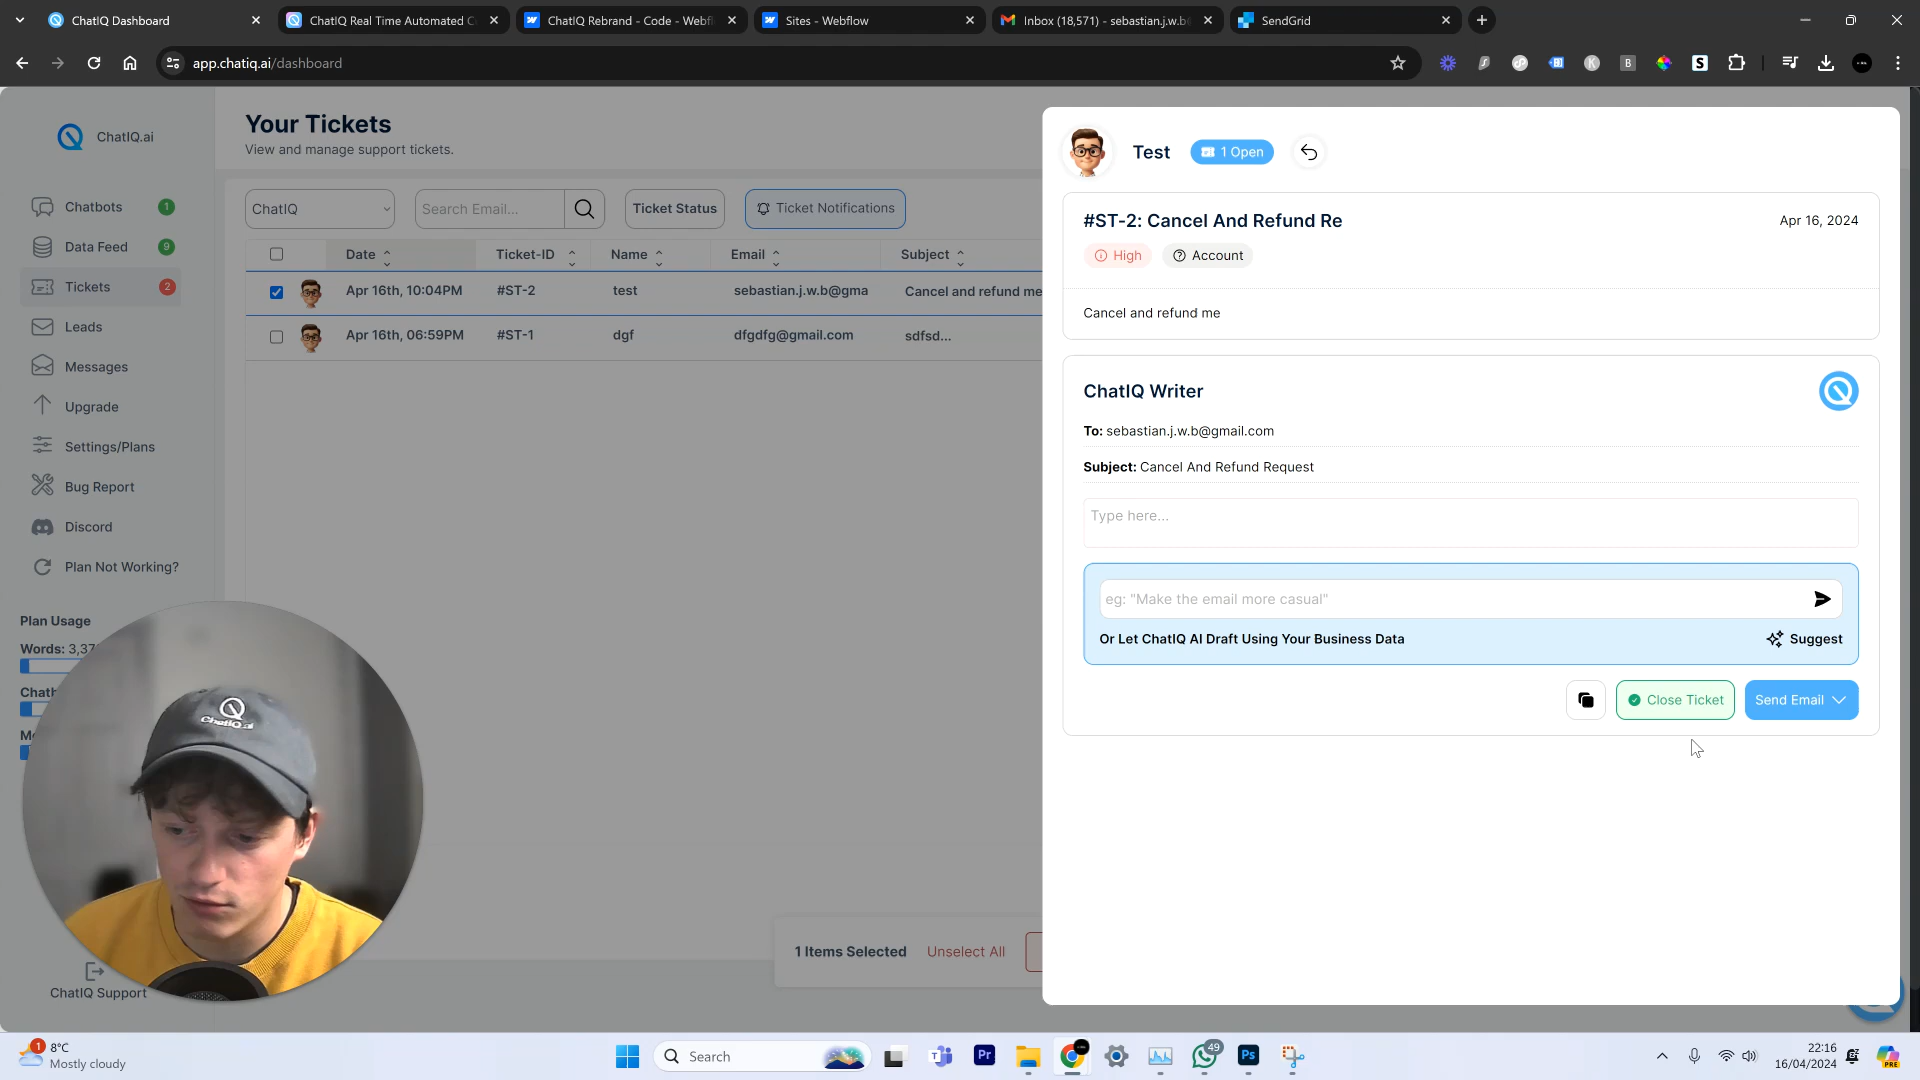 ChatIQ Dashboard
ChatIQ Real Time Automated C
ChatIQ Rebrand - Code - Webfl
Sites - Webflow
Inbox (18,571) - sebastian.j.w.b
SendGrid
app.chatiq.ai/dashboard
ChatIQ.ai
Chatbots 1
Data Feed 9
Tickets 2
Leads
Messages
Upgrade
Settings/Plans
Bug Report
Discord
Plan Not Working?
Plan Usage
Words: 3,37
ChatIQ Support
Your Tickets
View and manage support tickets.
ChatIQ
Search Email...
Ticket Status
Ticket Notifications
Date Ticket-ID Name Email Subject
Apr 16th, 10:04PM #ST-2 test sebastian.j.w.b@gma Cancel and refund me
Apr 16th, 06:59PM #ST-1 dgf dfgdfg@gmail.com sdfsd...
1 Items Selected Unselect All
Test 1 Open
#ST-2: Cancel And Refund Re Apr 16, 2024
High Account
Cancel and refund me
ChatIQ Writer
To: sebastian.j.w.b@gmail.com
Subject: Cancel And Refund Request
Type here...
eg: "Make the email more casual"
Or Let ChatIQ AI Draft Using Your Business Data Suggest
Close Ticket Send Email
ChatIQ.ai
1
8°C
Mostly cloudy
Search
Pr
49
Ps
22:16
16/04/2024
PRE